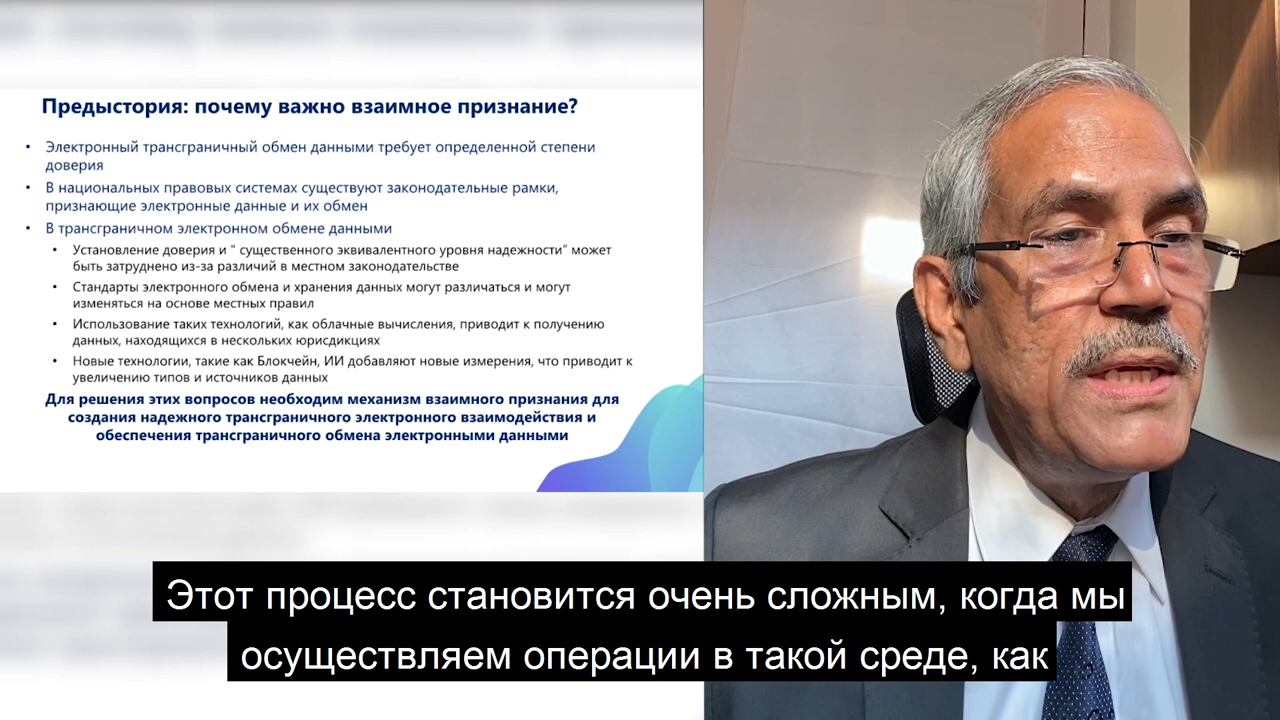 Предыстория: почему важно взаимное признание?
• Электронный трансграничный обмен данными требует определенной степени
доверия
• В национальных правовых системах существуют законодательные рамки,
признающие электронные данные и их обмен
• В трансграничном электронном обмене данными
• Установление доверия и " существенного эквивалентного уровня надежности” может
быть затруднено из-за различий в местном законодательстве
• Стандарты электронного обмена и хранения данных могут различаться и могут
изменяться на основе местных правил
• Использование таких технологий, как облачные вычисления, приводит к получению
данных, находящихся в нескольких юрисдикциях
• Новые технологии, такие как Блокчейн, ИИ добавляют новые измерения, что приводит к
увеличению типов и источников данных
Для решения этих вопросов необходим механизм взаимного признания для
создания надежного трансграничного электронного взаимодействия и
обеспечения трансграничного обмена электронными данными
Этот процесс становится очень сложным, когда мы
осуществляем операции в такой среде, как